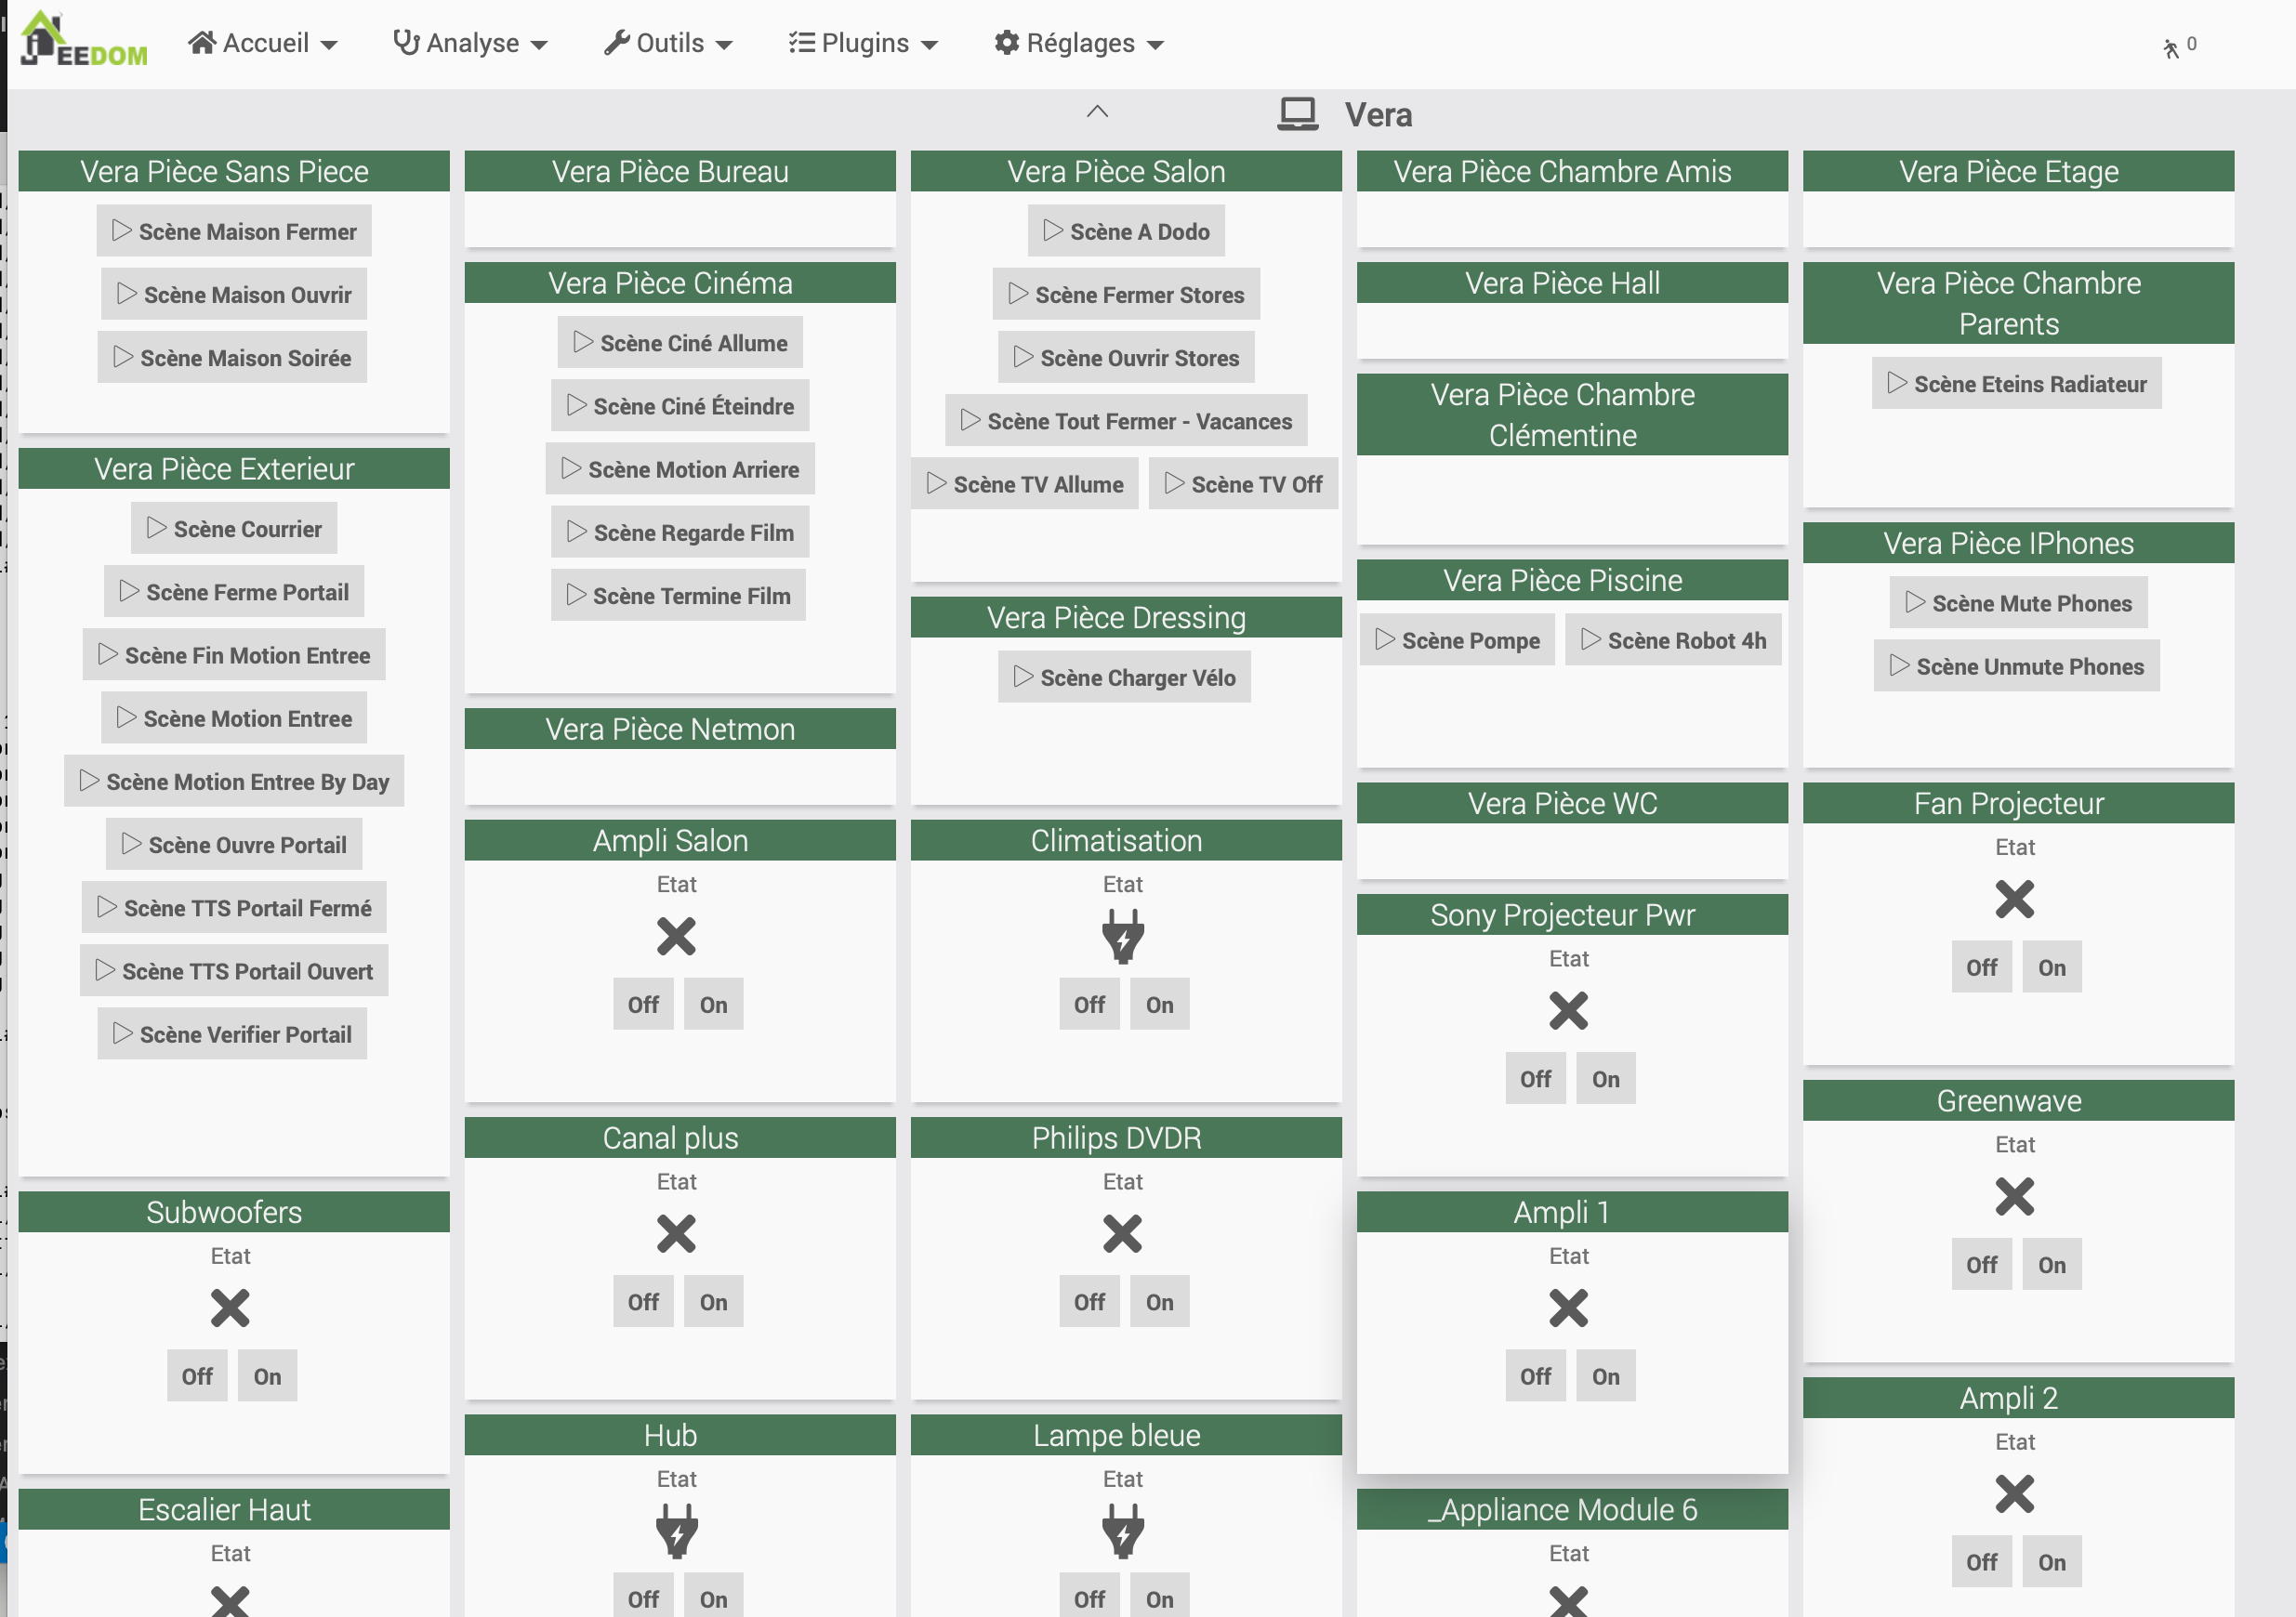 JEEDOM
Accueil
Analyse
Outils
Plugins
Réglages
0
Vera
Vera Pièce Sans Piece
Scène Maison Fermer
Scène Maison Ouvrir
Scène Maison Soirée
Vera Pièce Exterieur
Scène Courrier
Scène Ferme Portail
Scène Fin Motion Entree
Scène Motion Entree
Scène Motion Entree By Day
Scène Ouvre Portail
Scène TTS Portail Fermé
Scène TTS Portail Ouvert
Scène Verifier Portail
Subwoofers
Etat
Off On
Escalier Haut
Etat
Vera Pièce Bureau
Vera Pièce Cinéma
Scène Ciné Allume
Scène Ciné Éteindre
Scène Motion Arriere
Scène Regarde Film
Scène Termine Film
Vera Pièce Netmon
Ampli Salon
Etat
Off On
Canal plus
Etat
Off On
Hub
Etat
Off On
Vera Pièce Salon
Scène A Dodo
Scène Fermer Stores
Scène Ouvrir Stores
Scène Tout Fermer - Vacances
Scène TV Allume Scène TV Off
Vera Pièce Dressing
Scène Charger Vélo
Climatisation
Etat
Off On
Philips DVDR
Etat
Off On
Lampe bleue
Etat
Off On
Vera Pièce Chambre Amis
Vera Pièce Hall
Vera Pièce Chambre
Clémentine
Vera Pièce Piscine
Scène Pompe Scène Robot 4h
Vera Pièce WC
Sony Projecteur Pwr
Etat
Off On
Ampli 1
Etat
Off On
_Appliance Module 6
Etat
Vera Pièce Etage
Vera Pièce Chambre
Parents
Scène Eteins Radiateur
Vera Pièce IPhones
Scène Mute Phones
Scène Unmute Phones
Fan Projecteur
Etat
Off On
Greenwave
Etat
Off On
Ampli 2
Etat
Off On